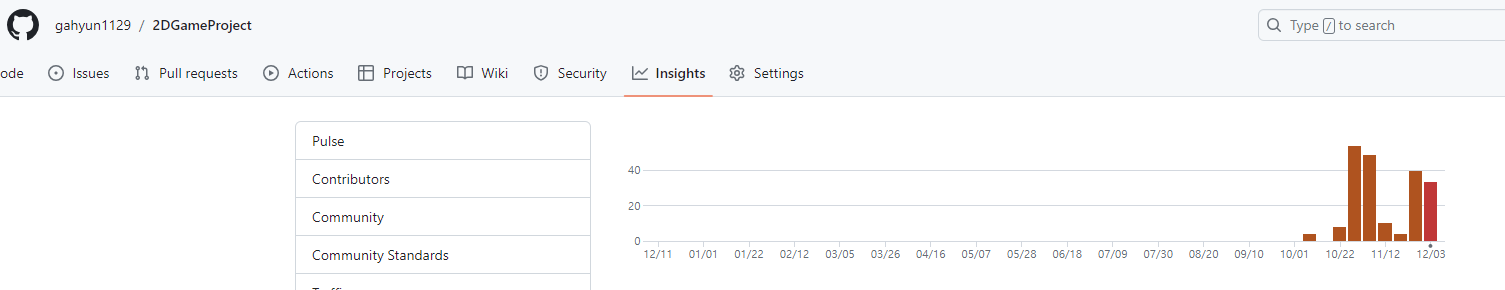 gahyun1129 / 2DGameProject
Type / to search
ode Issues Pull requests Actions Projects Wiki Security Insights Settings
Pulse
Contributors
Community
Community Standards
40
20
0
12/11 01/01 01/22 02/12 03/05 03/26 04/16 05/07 05/28 06/18 07/09 07/30 08/20 09/10 10/01 10/22 11/12 12/03